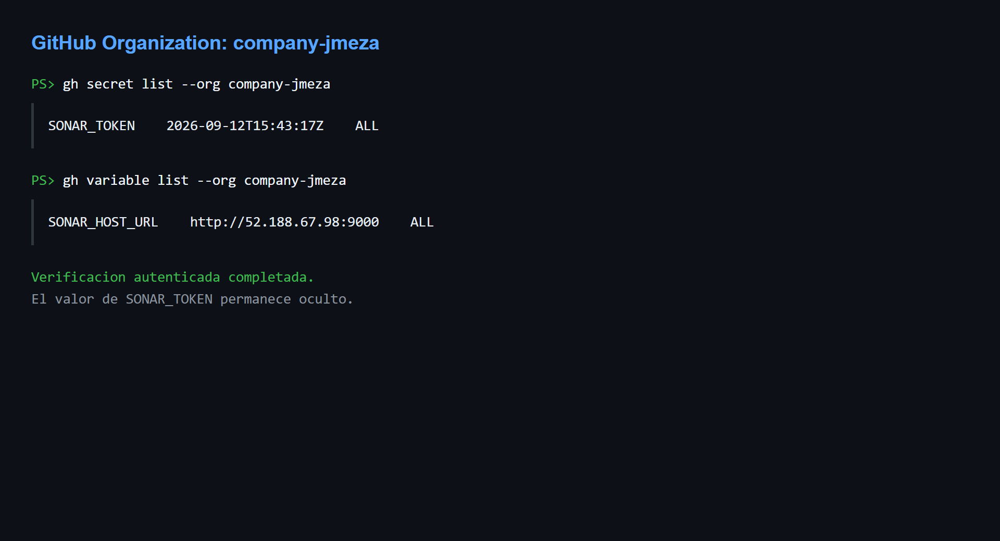 GitHub Organization: company-jmeza
PS> gh secret list --org company-jmeza
SONAR_TOKEN    2026-09-12T15:43:17Z    ALL
PS> gh variable list --org company-jmeza
SONAR_HOST_URL    http://52.188.67.98:9000    ALL
Verificacion autenticada completada.
El valor de SONAR_TOKEN permanece oculto.